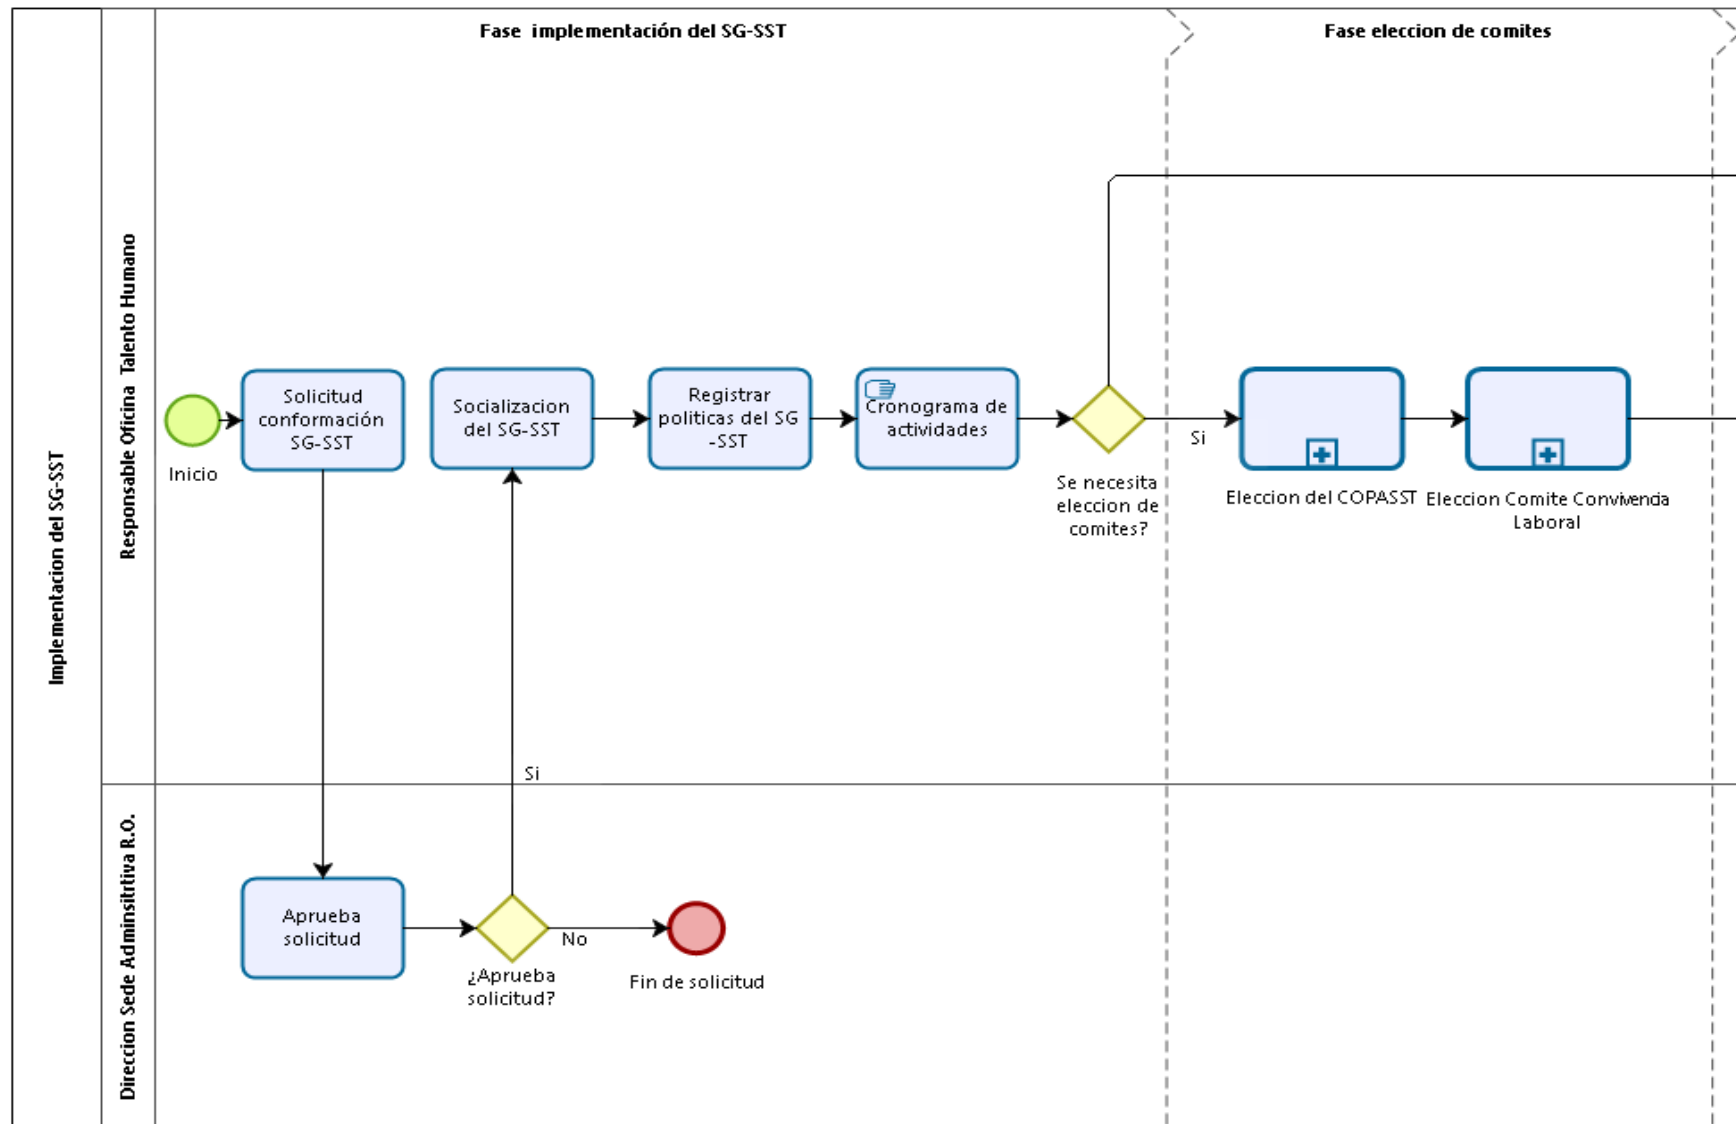 Fase  implementación del SG-SST
Fase eleccion de comites
Implementacion del SG-SST
Responsable Oficina  Talento Humano
Inicio
Solicitud
conformación
SG-SST
Socializacion
del SG-SST
Registrar
politicas del SG
-SST
Cronograma de
actividades
Se necesita
eleccion de
comites?
Si
Eleccion del COPASST
Eleccion Comite Convivencia
Laboral
Si
Direccion Sede Adminsitrtiva R.O.
Aprueba
solicitud
¿Aprueba
solicitud?
No
Fin de solicitud